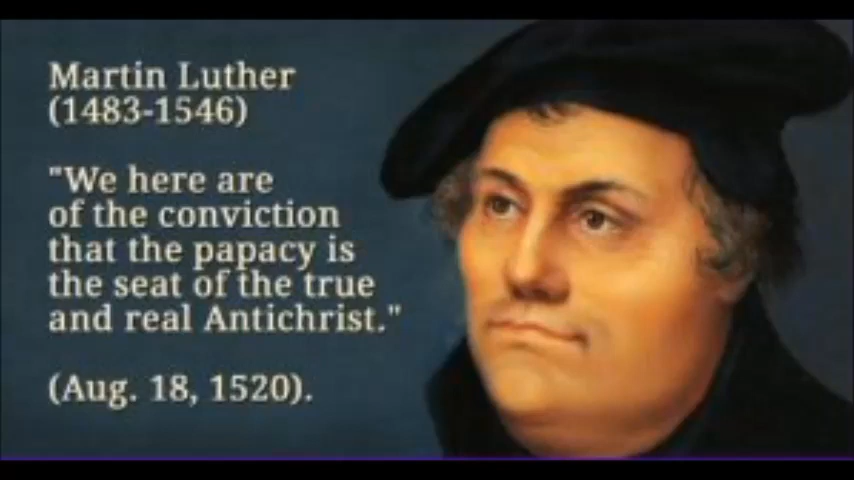 Martin Luther
(1483-1546)
"We here are
of the conviction
that the papacy is
the seat of the true
and real Antichrist."
(Aug. 18, 1520).